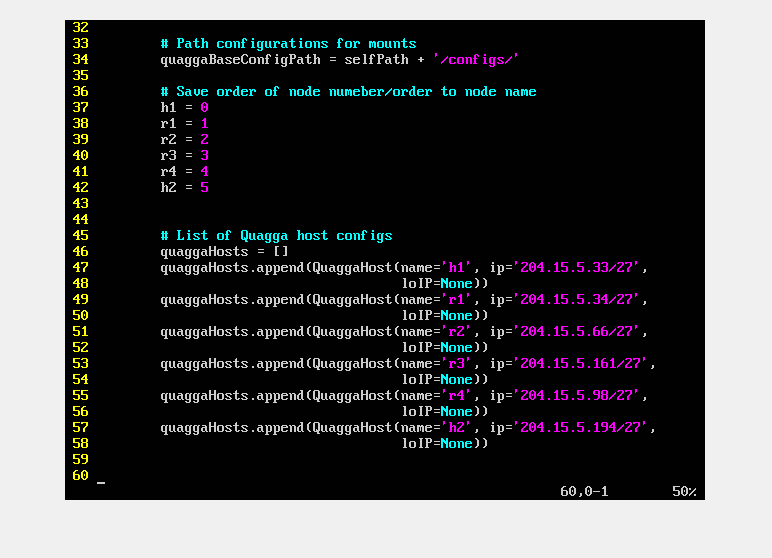 32
33         # Path configurations for mounts
34         quaggaBaseConfigPath = selfPath + '/configs/'
35
36         # Save order of node numeber/order to node name
37         h1 = 0
38         r1 = 1
39         r2 = 2
40         r3 = 3
41         r4 = 4
42         h2 = 5
43
44
45         # List of Quagga host configs
46         quaggaHosts = []
47         quaggaHosts.append(QuaggaHost(name='h1', ip='204.15.5.33/27',
48                                       loIP=None))
49         quaggaHosts.append(QuaggaHost(name='r1', ip='204.15.5.34/27',
50                                       loIP=None))
51         quaggaHosts.append(QuaggaHost(name='r2', ip='204.15.5.66/27',
52                                       loIP=None))
53         quaggaHosts.append(QuaggaHost(name='r3', ip='204.15.5.161/27',
54                                       loIP=None))
55         quaggaHosts.append(QuaggaHost(name='r4', ip='204.15.5.98/27',
56                                       loIP=None))
57         quaggaHosts.append(QuaggaHost(name='h2', ip='204.15.5.194/27',
58                                       loIP=None))
59
60
60,0-1        50%